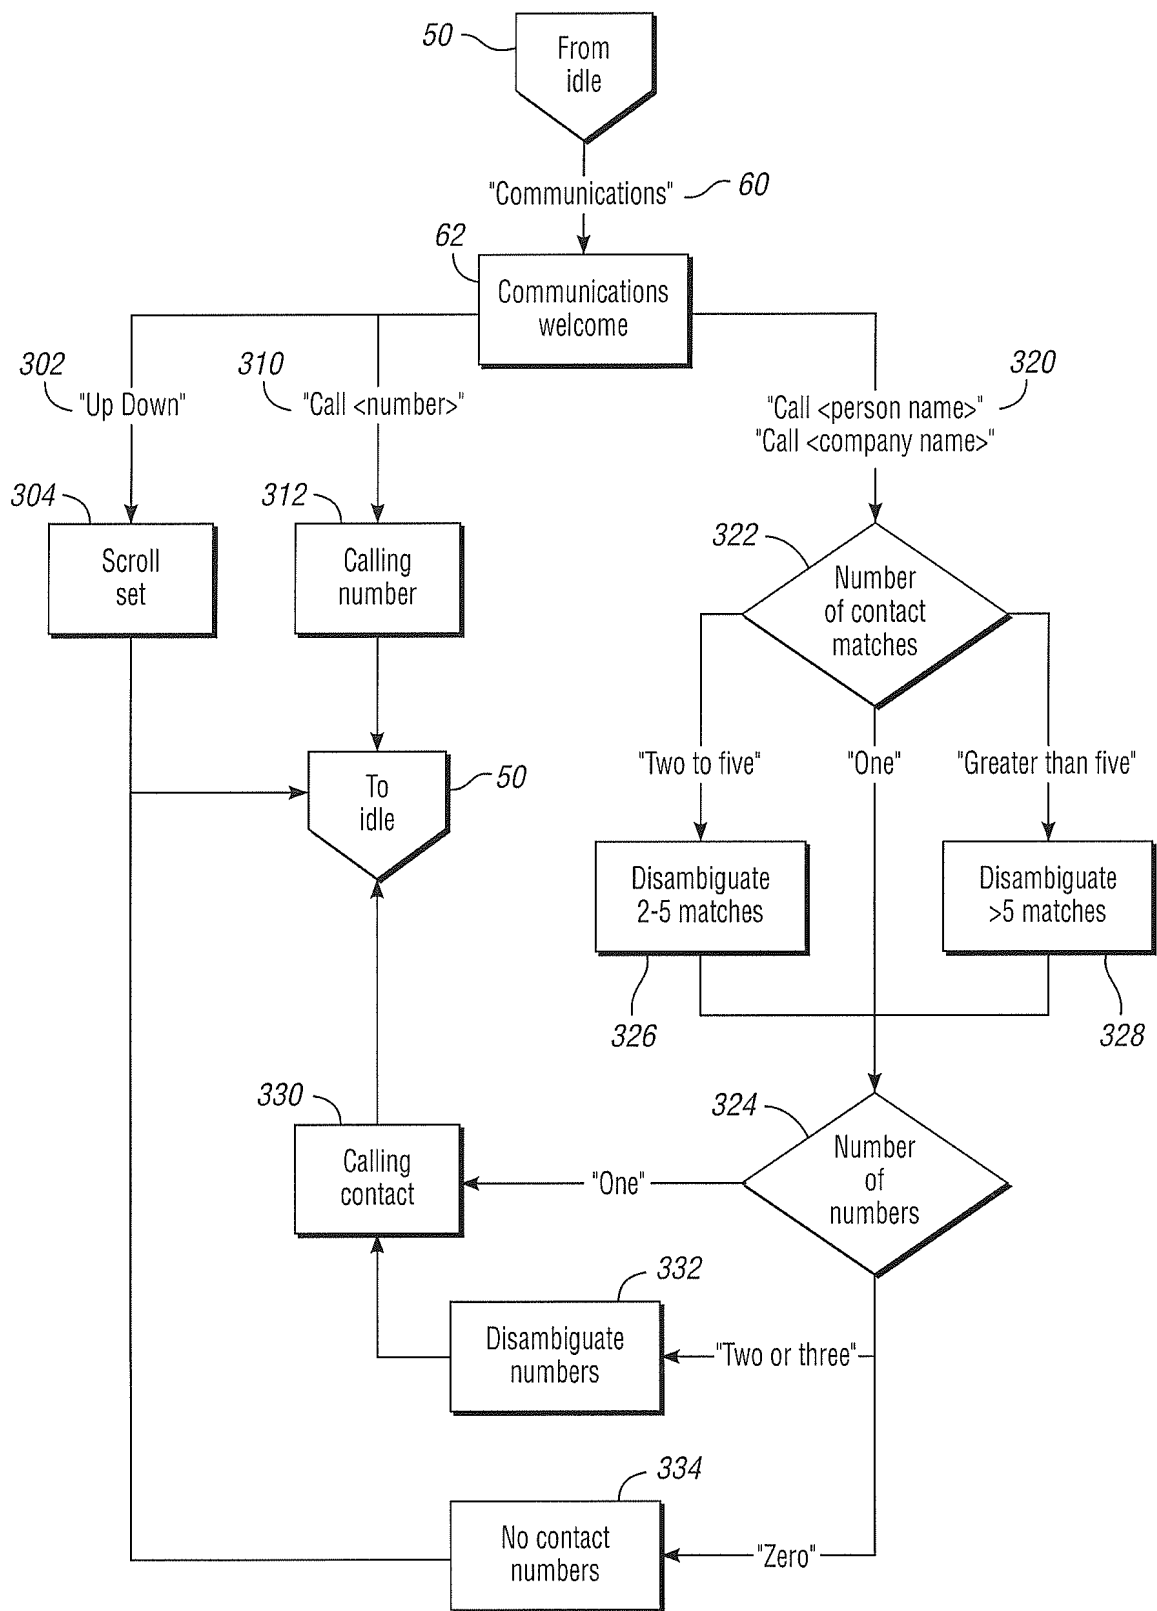 50
From
idle
"Communications"
60
62
Communications
welcome
302
"Up Down"
310
"Call <number>"
320
"Call <person name>"
"Call <company name>"
304
Scroll
set
312
Calling
number
322
Number
of contact
matches
"Two to five"
"One"
"Greater than five"
To
idle
50
Disambiguate
2-5 matches
Disambiguate
>5 matches
326
328
330
Calling
contact
"One"
324
Number
of
numbers
332
Disambiguate
numbers
"Two or three"
334
No contact
numbers
"Zero"